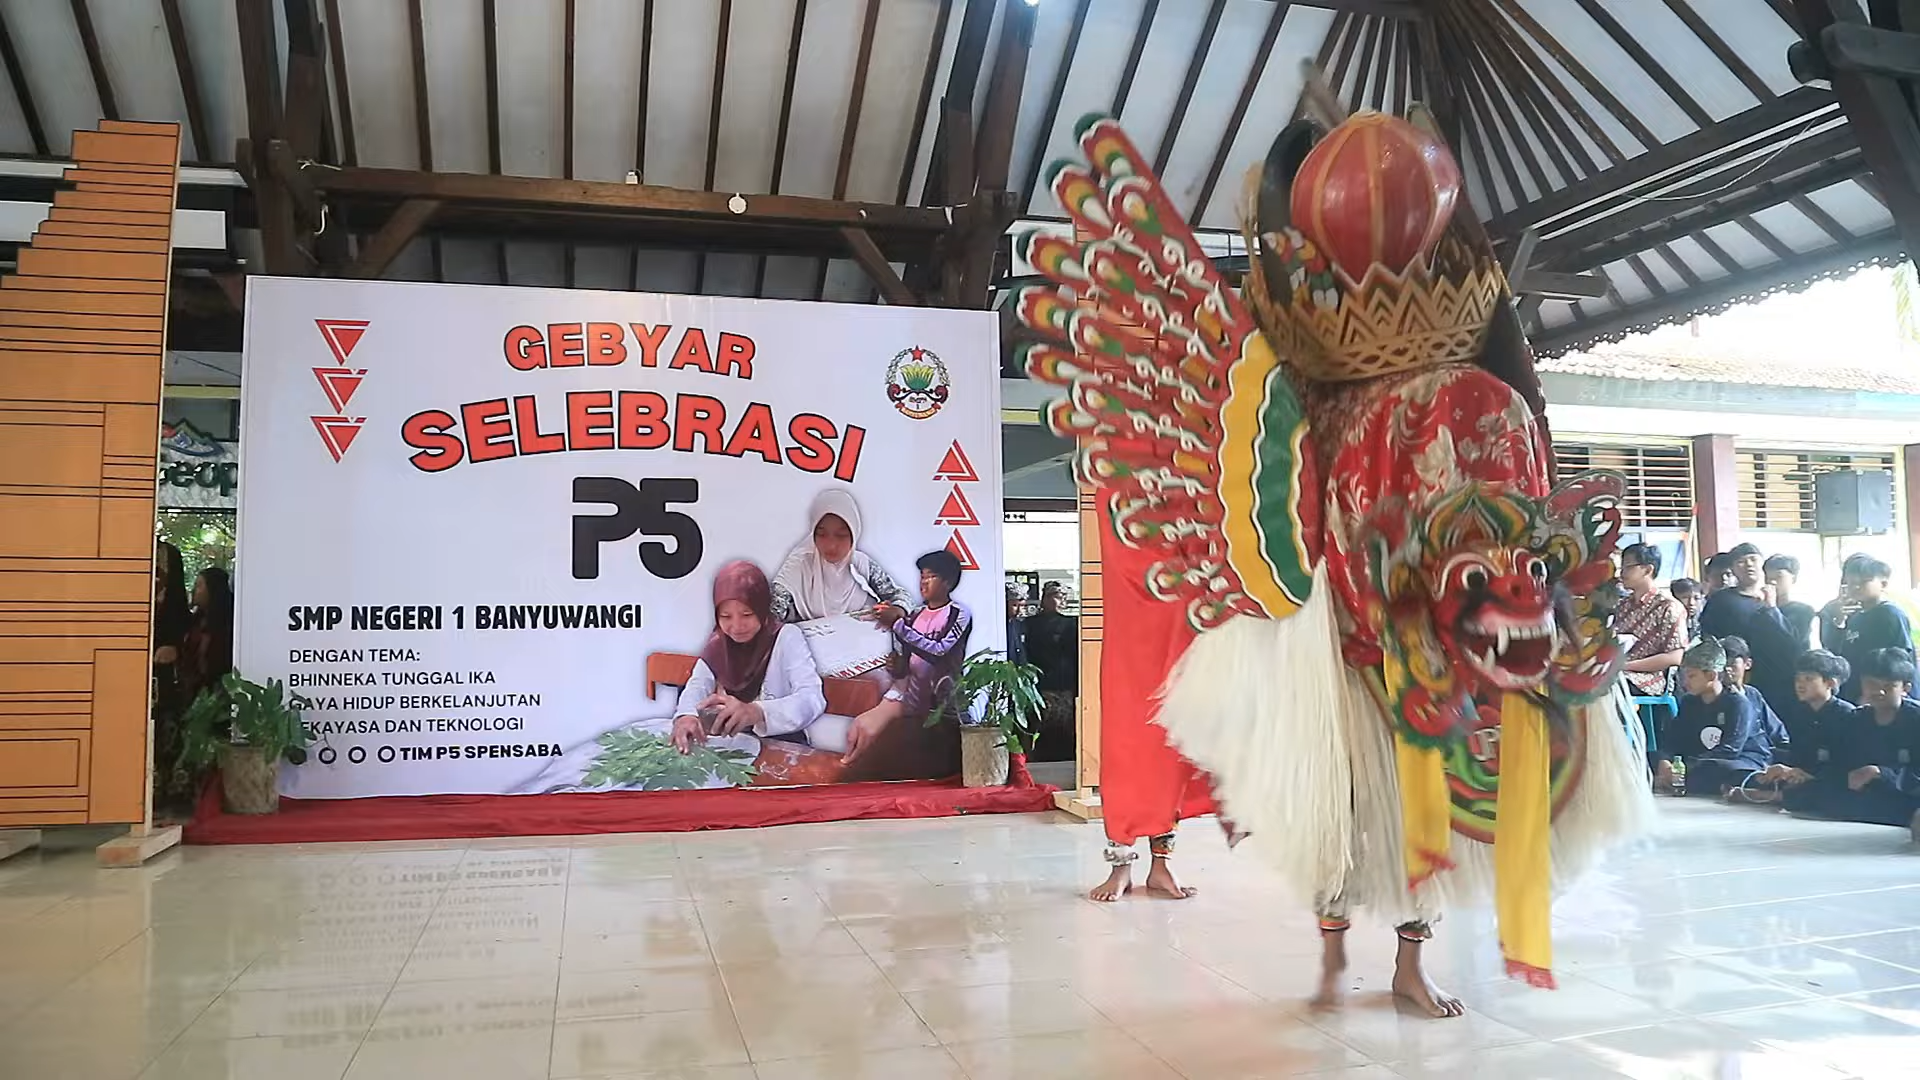 GEBYAR
SELEBRASI
P5
SMP NEGERI 1 BANYUWANGI
DENGAN TEMA:
BHINNEKA TUNGGAL IKA
GAYA HIDUP BERKELANJUTAN
REKAYASA DAN TEKNOLOGI
TIM P5 SPENSABA